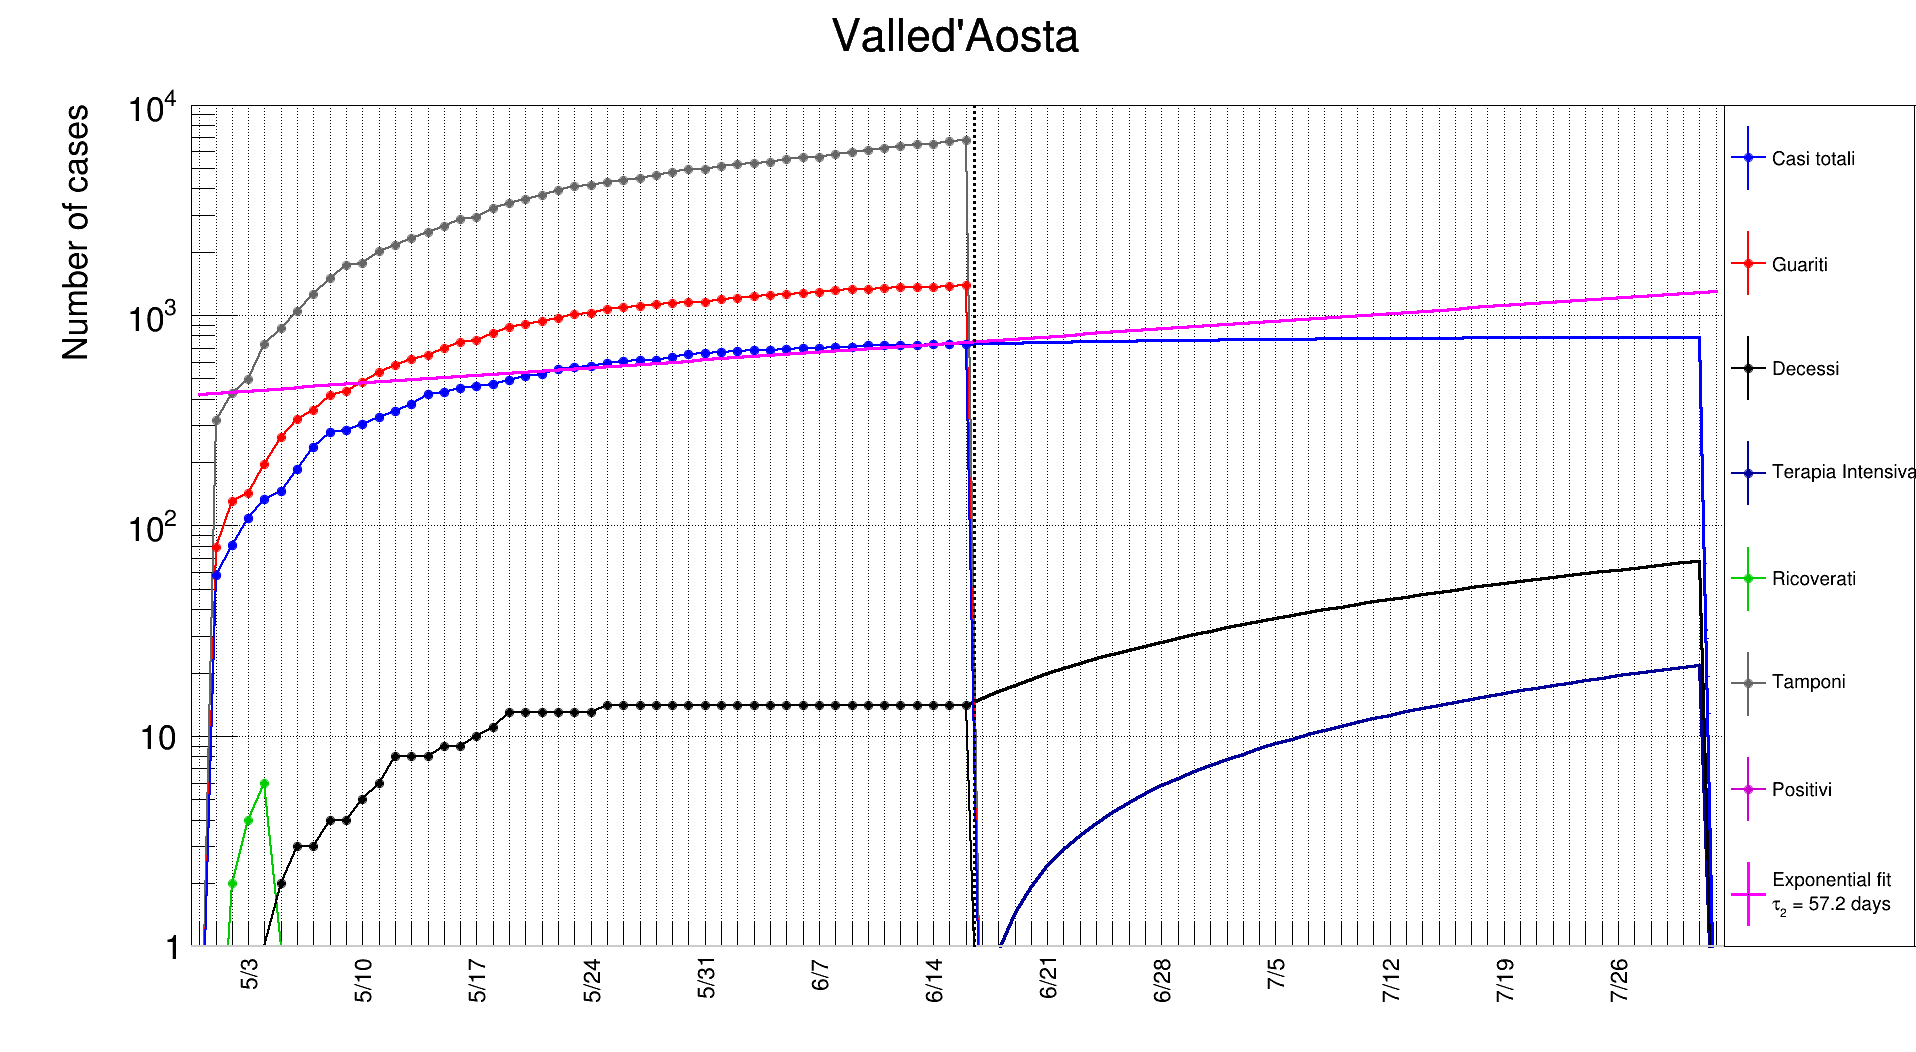 Valled'Aosta
Number of cases
10^4
10^3
10^2
10
1
5/3
5/10
5/17
5/24
5/31
6/7
6/14
6/21
6/28
7/5
7/12
7/19
7/26
Casi totali
Guariti
Decessi
Terapia Intensiva
Ricoverati
Tamponi
Positivi
Exponential fit
τ₂ = 57.2 days